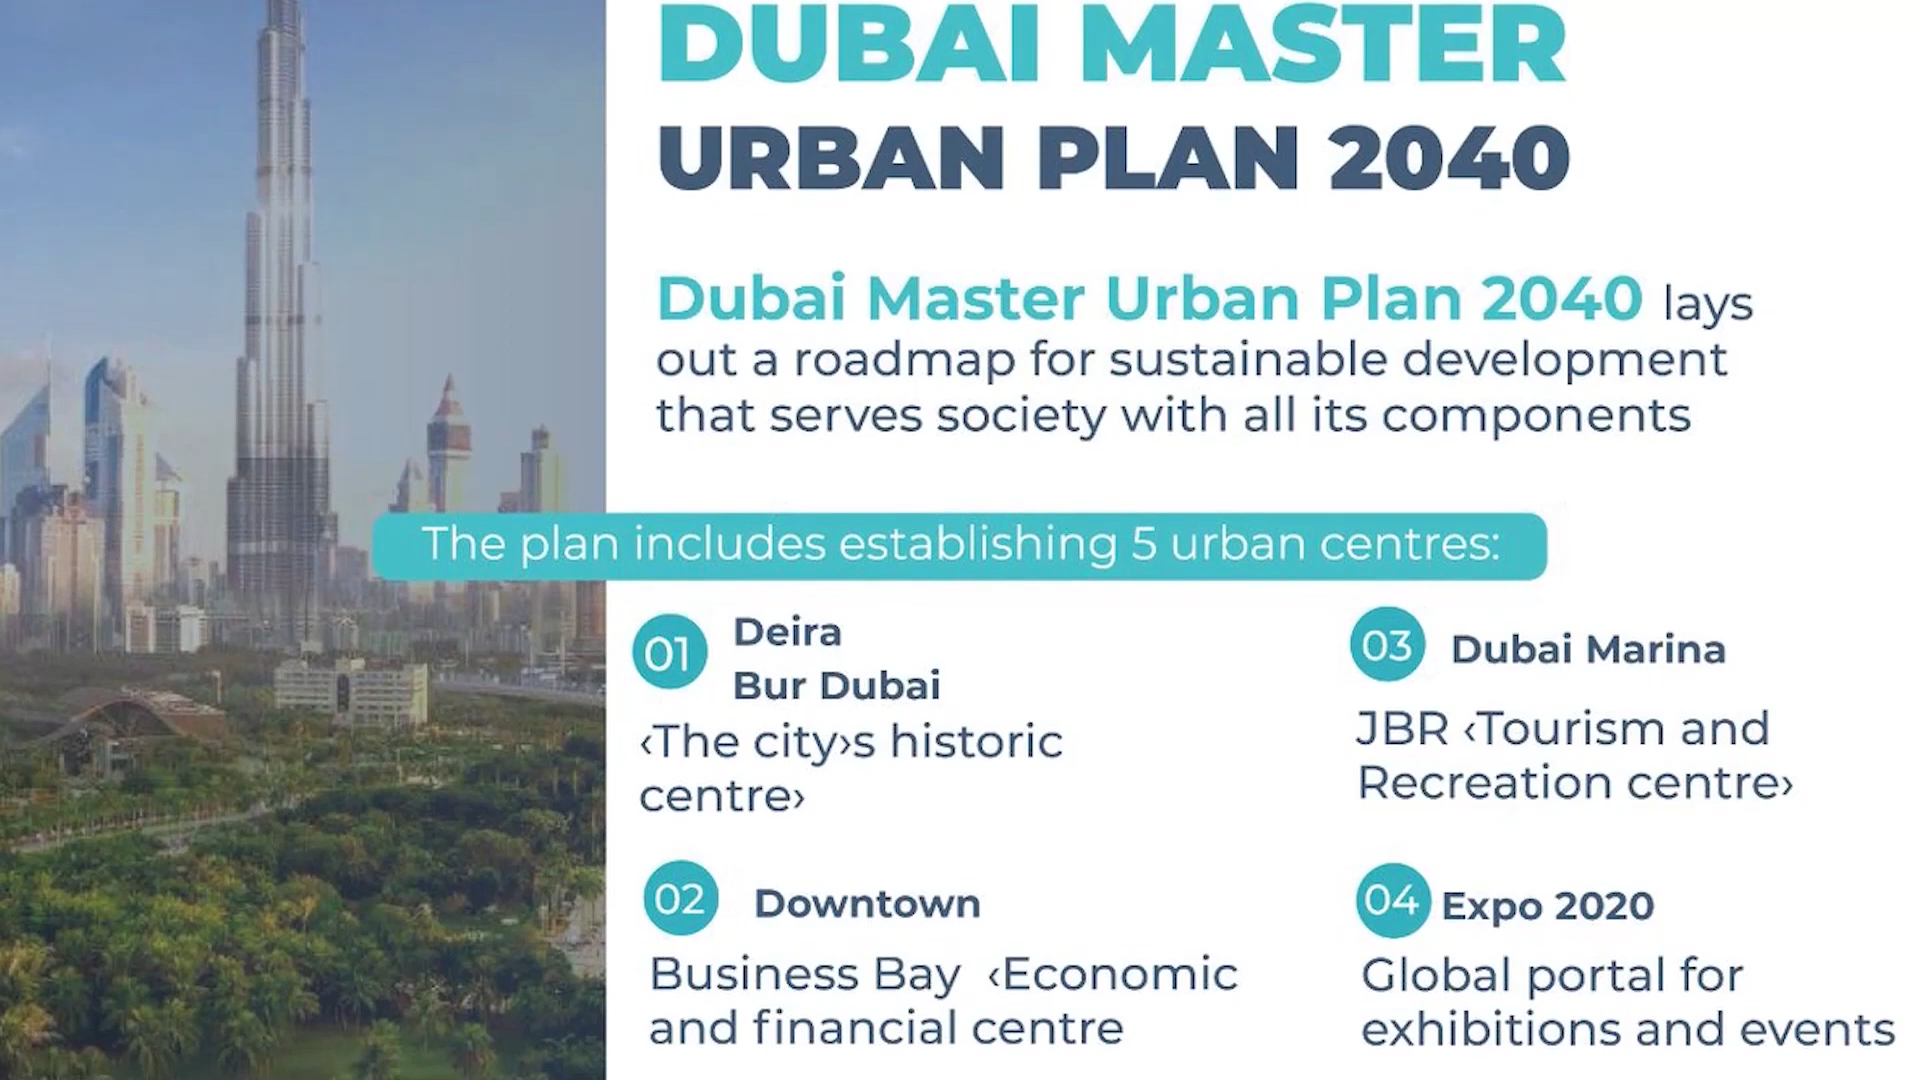 DUBAI MASTER
URBAN PLAN 2040
Dubai Master Urban Plan 2040 lays
out a roadmap for sustainable development
that serves society with all its components
The plan includes establishing 5 urban centres:
01
Deira
Bur Dubai
‹The city›s historic
centre›
02
Downtown
Business Bay ‹Economic
and financial centre
03
Dubai Marina
JBR ‹Tourism and
Recreation centre›
04
Expo 2020
Global portal for
exhibitions and events